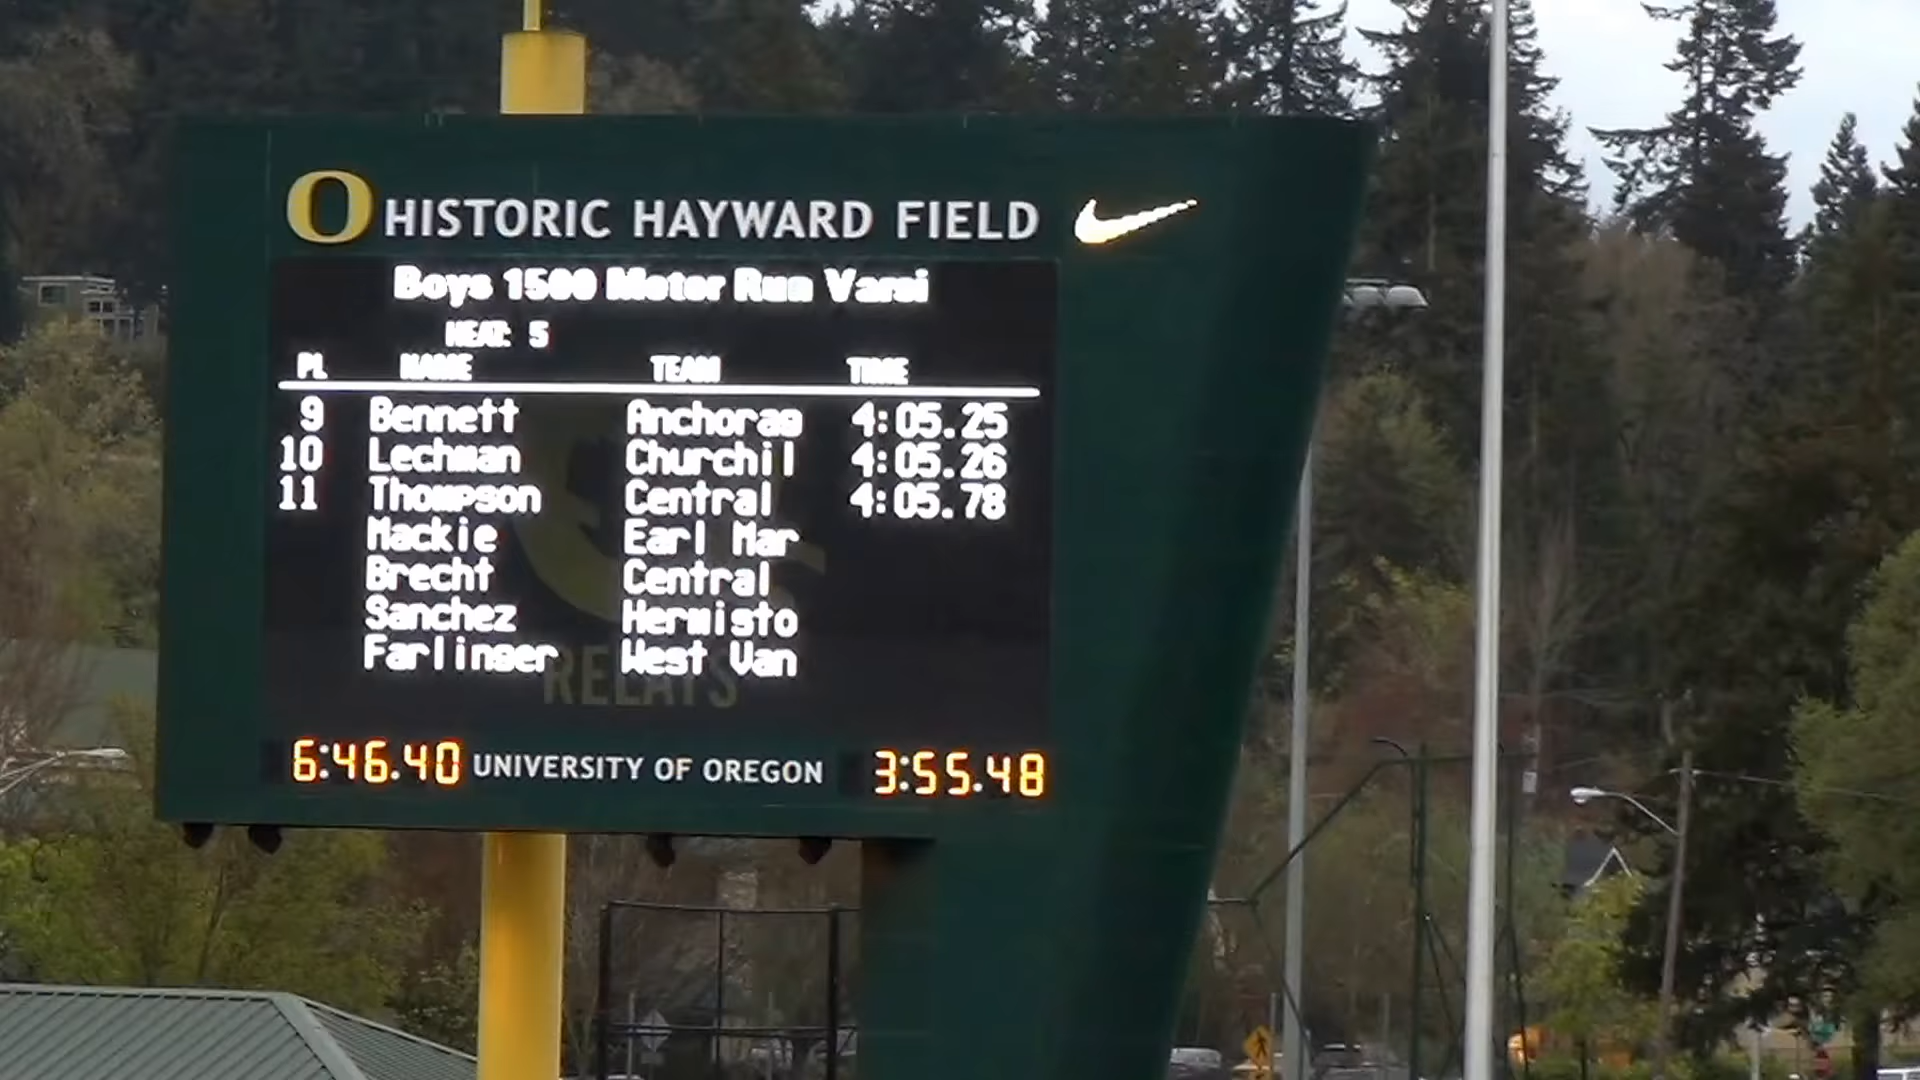 O HISTORIC HAYWARD FIELD
Boys 1500 Meter Run Varsi
HEAT: 5
PL NAME TEAM TIME
9 Bennett Anchorag 4:05.25
10 Lechman Churchil 4:05.26
11 Thompson Central 4:05.78
Mackie Earl Mar
Brecht Central
Sanchez Hermisto
Farlinger West Van
RELAYS
6:46.40 UNIVERSITY OF OREGON 3:55.48